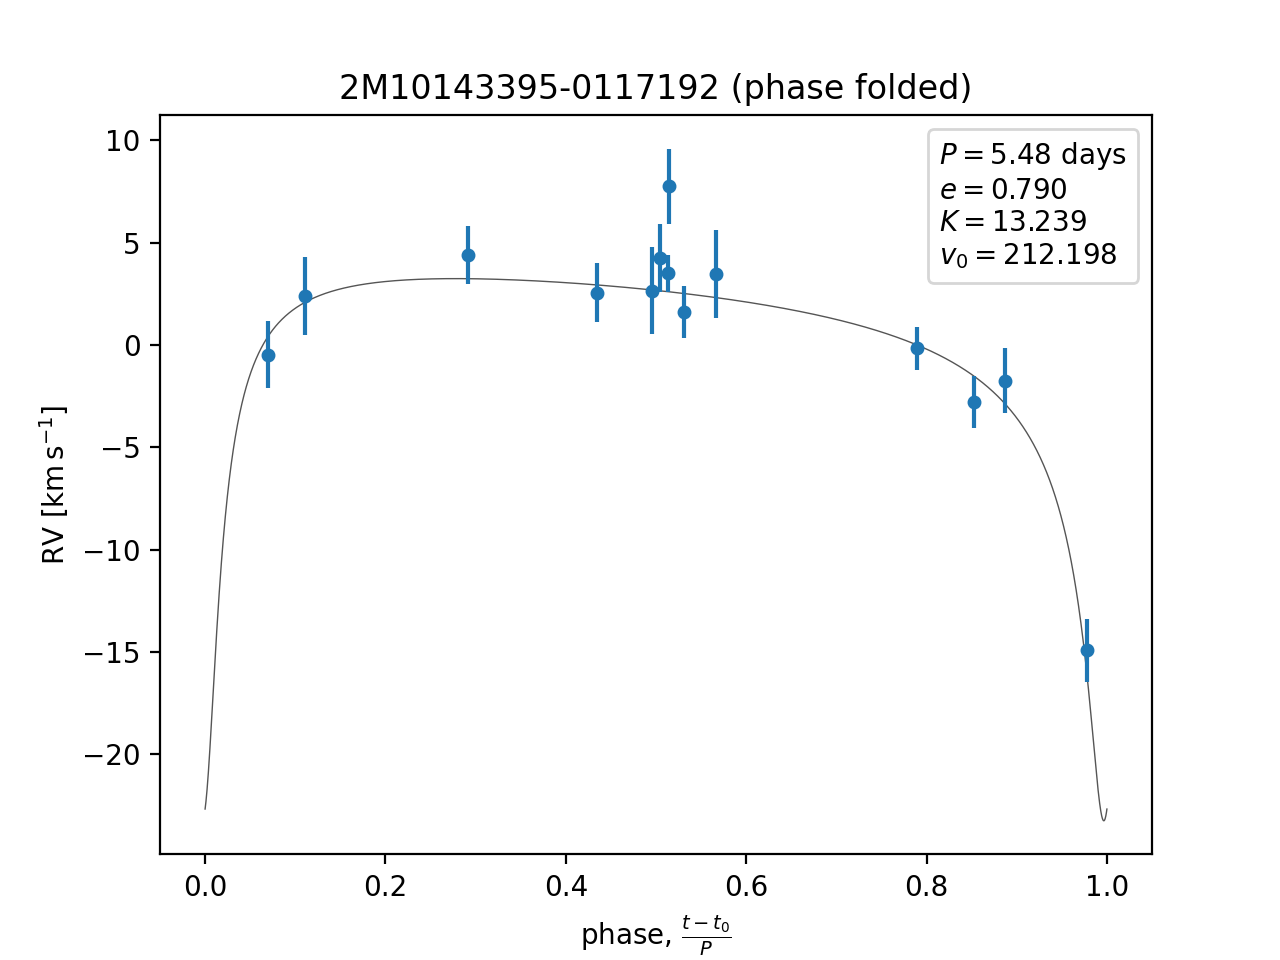 2M10143395-0117192 (phase folded)
P = 5.48 days
e = 0.790
K = 13.239
v₀ = 212.198
10
5
0
−5
−10
−15
−20
RV [km s⁻¹]
0.0 0.2 0.4 0.6 0.8 1.0
phase, (t − t₀)/P